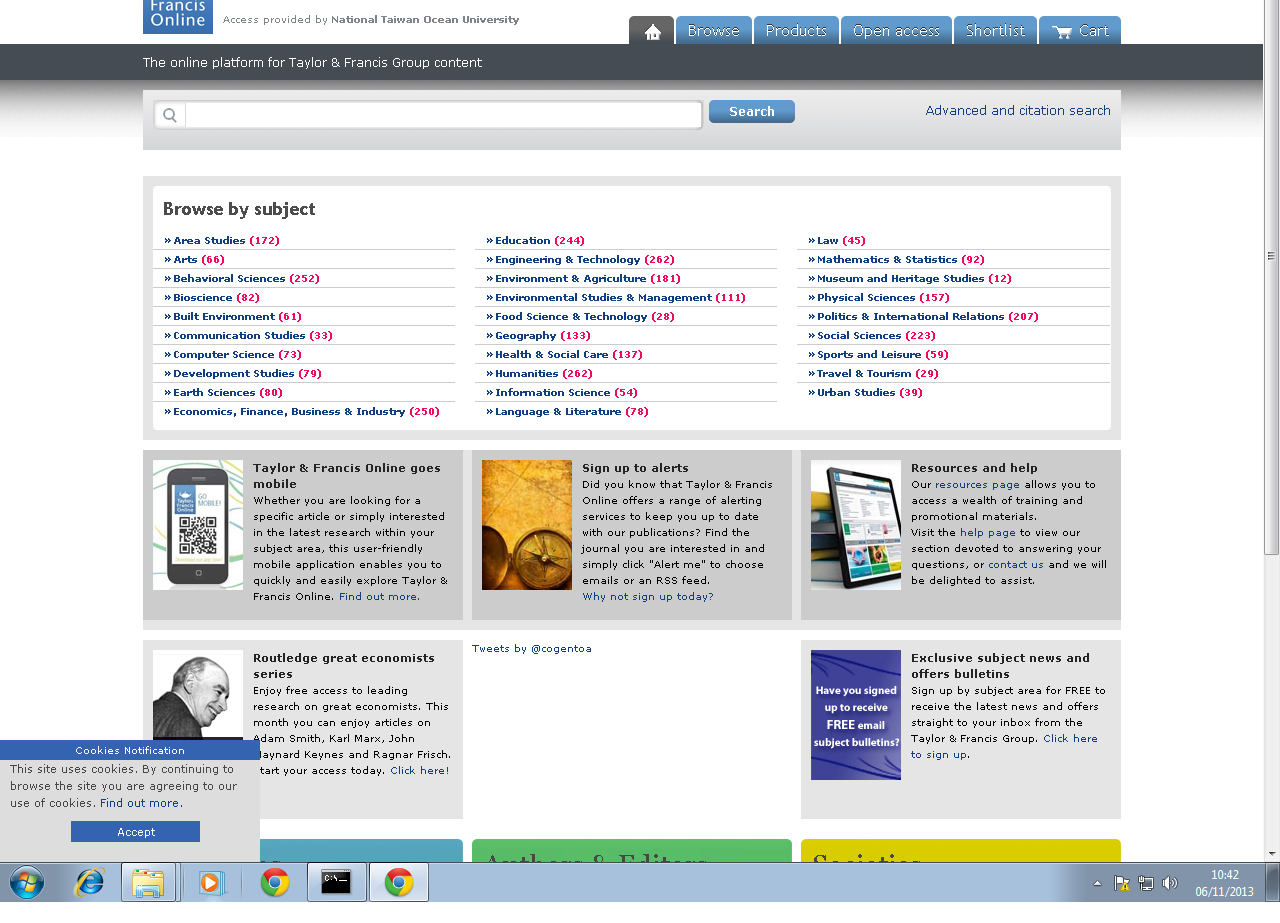 Francis
Online
Access provided by National Taiwan Ocean University
Browse
Products
Open access
Shortlist
Cart
The online platform for Taylor & Francis Group content
Search
Advanced and citation search
Browse by subject
» Area Studies (172)
» Arts (66)
» Behavioral Sciences (252)
» Bioscience (82)
» Built Environment (61)
» Communication Studies (33)
» Computer Science (73)
» Development Studies (79)
» Earth Sciences (80)
» Economics, Finance, Business & Industry (250)
» Education (244)
» Engineering & Technology (262)
» Environment & Agriculture (181)
» Environmental Studies & Management (111)
» Food Science & Technology (28)
» Geography (133)
» Health & Social Care (137)
» Humanities (262)
» Information Science (54)
» Language & Literature (78)
» Law (45)
» Mathematics & Statistics (92)
» Museum and Heritage Studies (12)
» Physical Sciences (157)
» Politics & International Relations (207)
» Social Sciences (223)
» Sports and Leisure (59)
» Travel & Tourism (29)
» Urban Studies (39)
Taylor & Francis
Online
GO
MOBILE!
Taylor & Francis Online goes
mobile
Whether you are looking for a
specific article or simply interested
in the latest research within your
subject area, this user-friendly
mobile application enables you to
quickly and easily explore Taylor &
Francis Online. Find out more.
Sign up to alerts
Did you know that Taylor & Francis
Online offers a range of alerting
services to keep you up to date
with our publications? Find the
journal you are interested in and
simply click "Alert me" to choose
emails or an RSS feed.
Why not sign up today?
Resources and help
Our resources page allows you to
access a wealth of training and
promotional materials.
Visit the help page to view our
section devoted to answering your
questions, or contact us and we will
be delighted to assist.
Routledge great economists
series
Enjoy free access to leading
research on great economists. This
month you can enjoy articles on
Adam Smith, Karl Marx, John
Maynard Keynes and Ragnar Frisch.
Start your access today. Click here!
Tweets by @cogentoa
Have you signed
up to receive
FREE email
subject bulletins?
Exclusive subject news and
offers bulletins
Sign up by subject area for FREE to
receive the latest news and offers
straight to your inbox from the
Taylor & Francis Group. Click here
to sign up.
Cookies Notification
This site uses cookies. By continuing to
browse the site you are agreeing to our
use of cookies. Find out more.
Accept
Authors & Editors
Societies
C:\_
10:42
06/11/2013